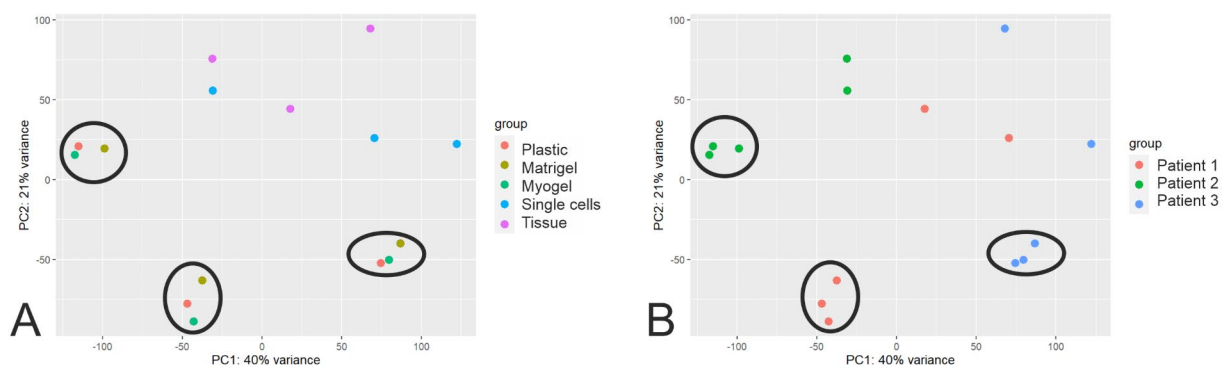 100
50
0
-50
PC2: 21% variance
-100
-50
0
50
100
PC1: 40% variance
A
group
Plastic
Matrigel
Myogel
Single cells
Tissue
100
50
0
-50
PC2: 21% variance
-100
-50
0
50
100
PC1: 40% variance
B
group
Patient 1
Patient 2
Patient 3